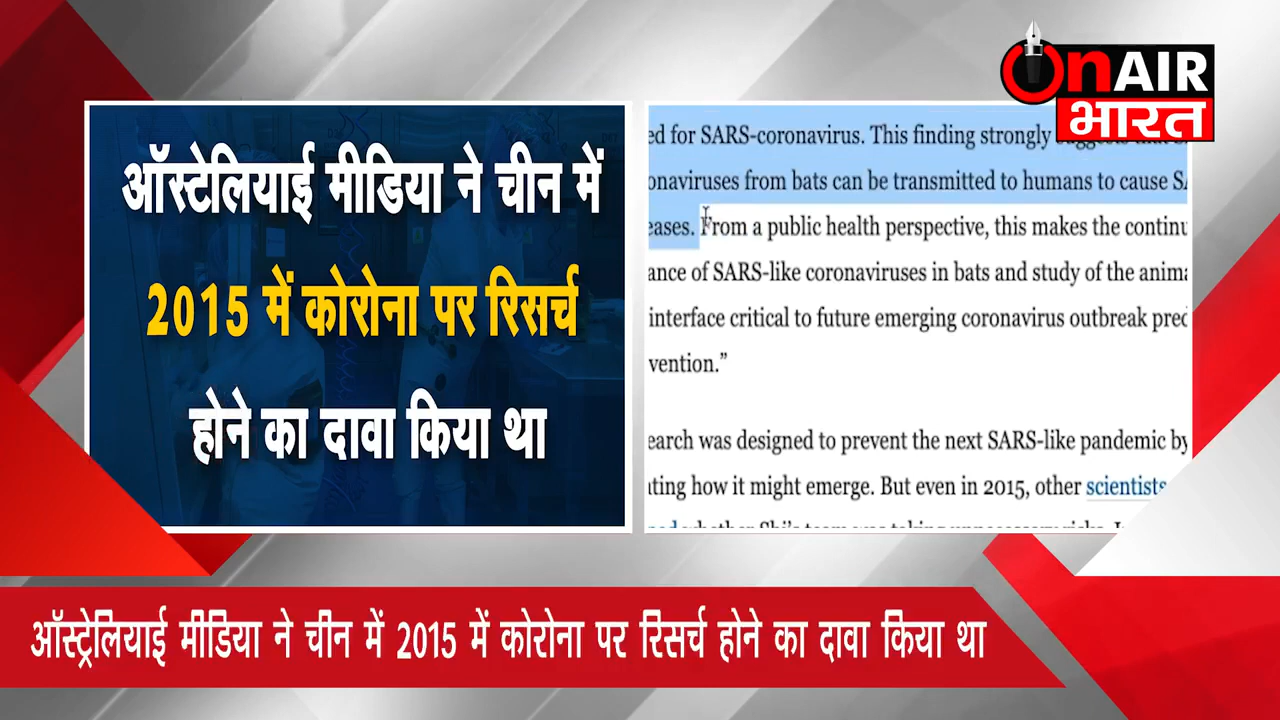 OnAIR
भारत
ऑस्टेलियाई मीडिया ने चीन में
2015 में कोरोना पर रिसर्च
होने का दावा किया था
ed for SARS-coronavirus. This finding strongly
onaviruses from bats can be transmitted to humans to cause SA
eases. From a public health perspective, this makes the continu
ance of SARS-like coronaviruses in bats and study of the anima
interface critical to future emerging coronavirus outbreak pred
vention.”
earch was designed to prevent the next SARS-like pandemic by
ting how it might emerge. But even in 2015, other scientists
ऑस्ट्रेलियाई मीडिया ने चीन में 2015 में कोरोना पर रिसर्च होने का दावा किया था